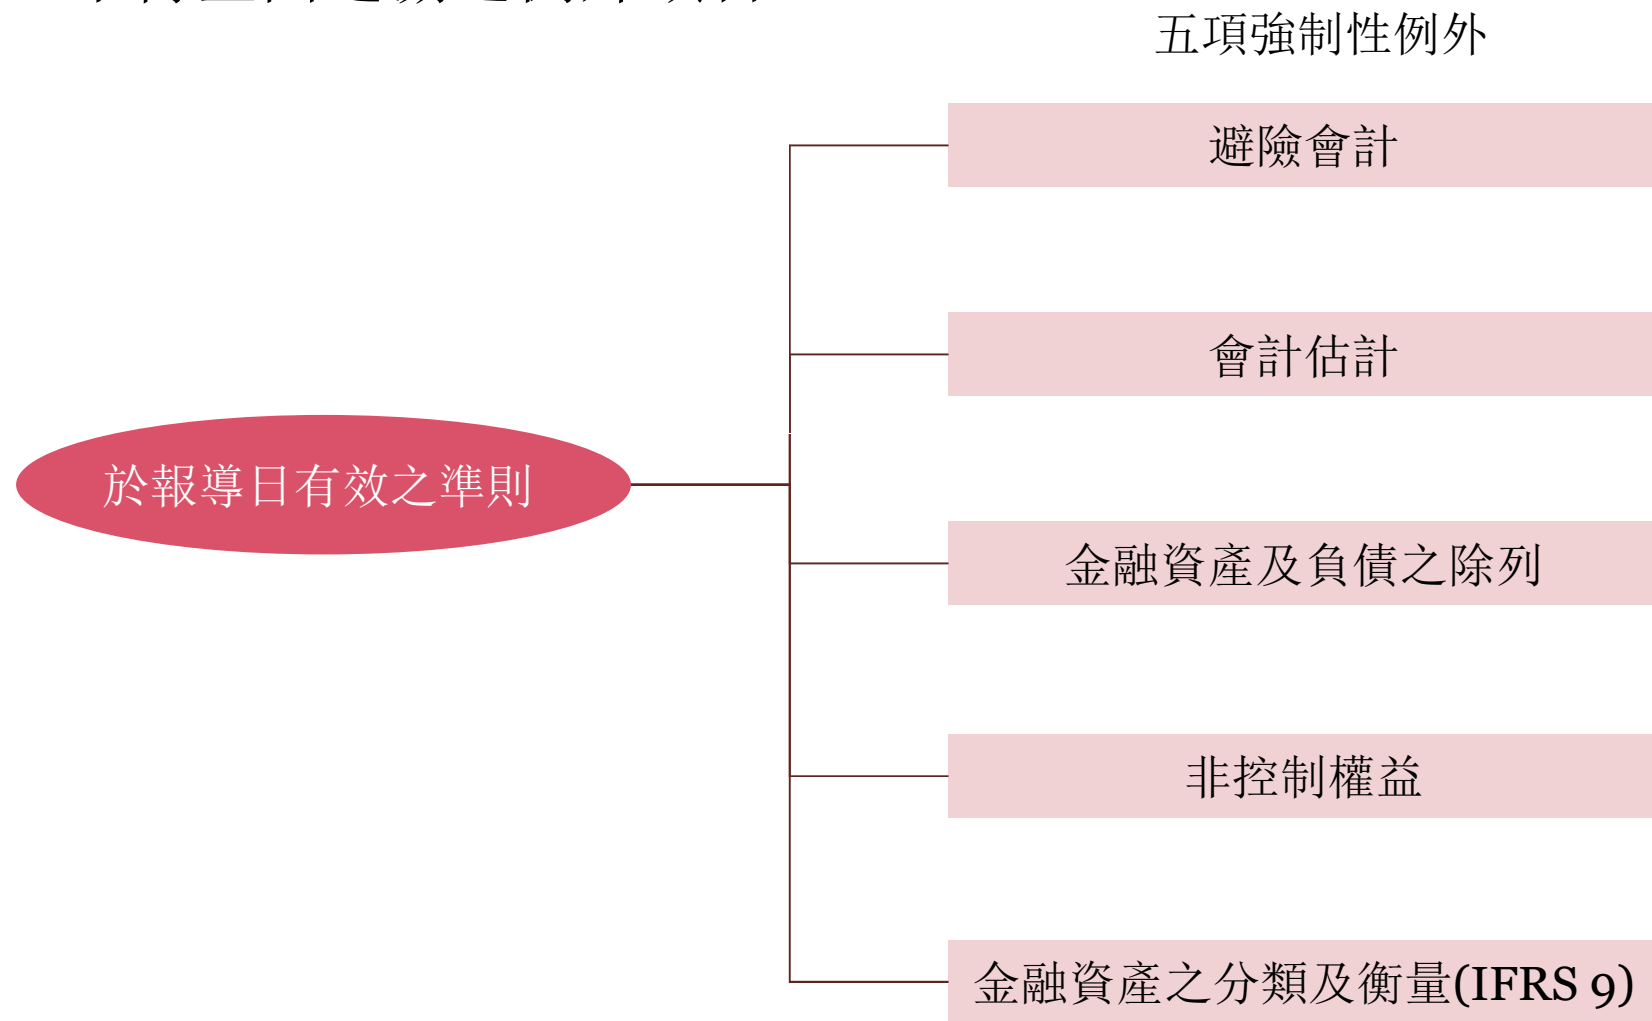 五項強制性例外
避險會計
會計估計
於報導日有效之準則
金融資產及負債之除列
非控制權益
金融資產之分類及衡量(IFRS 9)